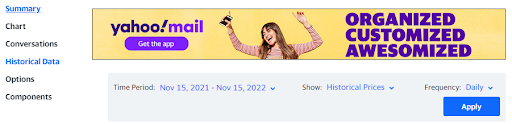 Summary
Chart
Conversations
Historical Data
Options
Components
yahoo!mail
Get the app
ORGANIZED
CUSTOMIZED
AWESOMIZED
Time Period: Nov 15, 2021 - Nov 15, 2022 Show: Historical Prices Frequency: Daily
Apply